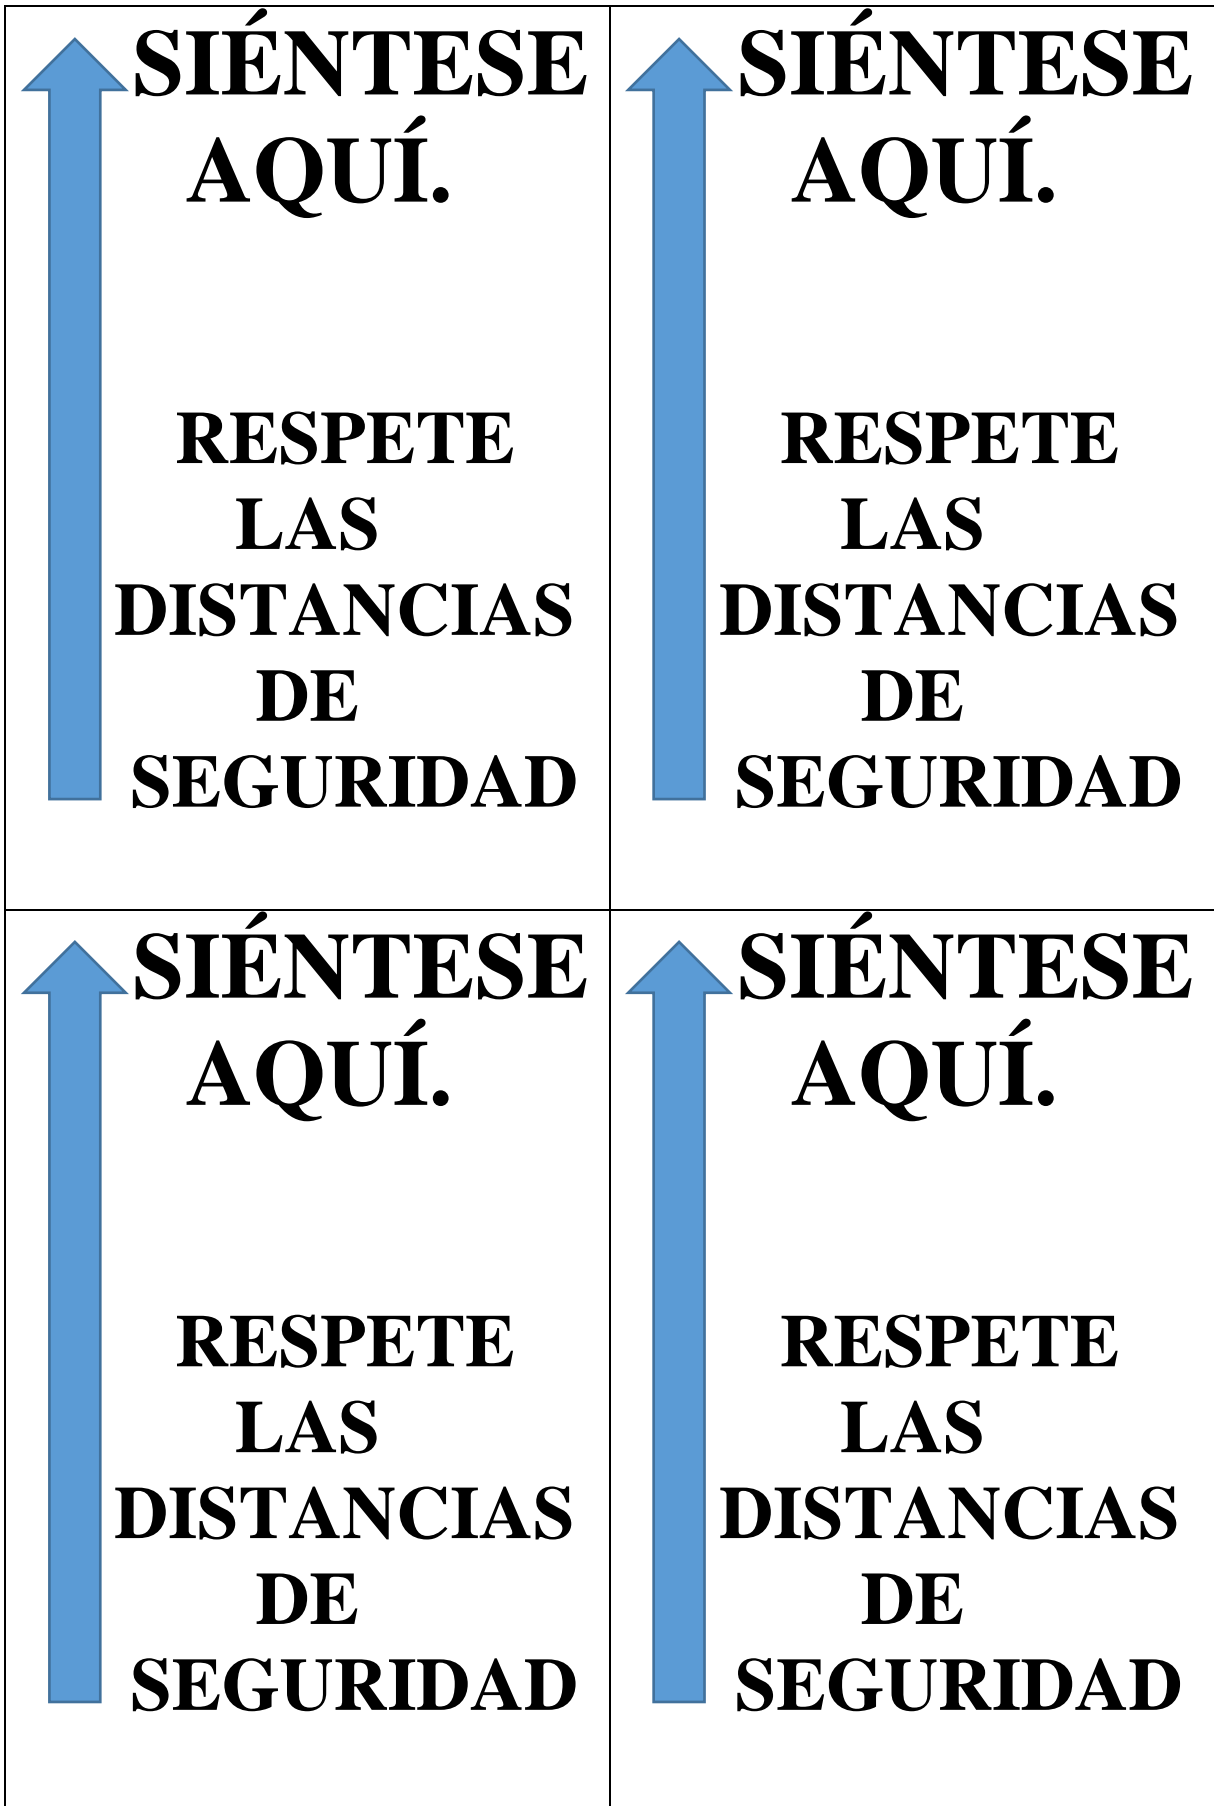 SIÉNTESE
AQUÍ.
RESPETE
LAS
DISTANCIAS
DE
SEGURIDAD
SIÉNTESE
AQUÍ.
RESPETE
LAS
DISTANCIAS
DE
SEGURIDAD
SIÉNTESE
AQUÍ.
RESPETE
LAS
DISTANCIAS
DE
SEGURIDAD
SIÉNTESE
AQUÍ.
RESPETE
LAS
DISTANCIAS
DE
SEGURIDAD